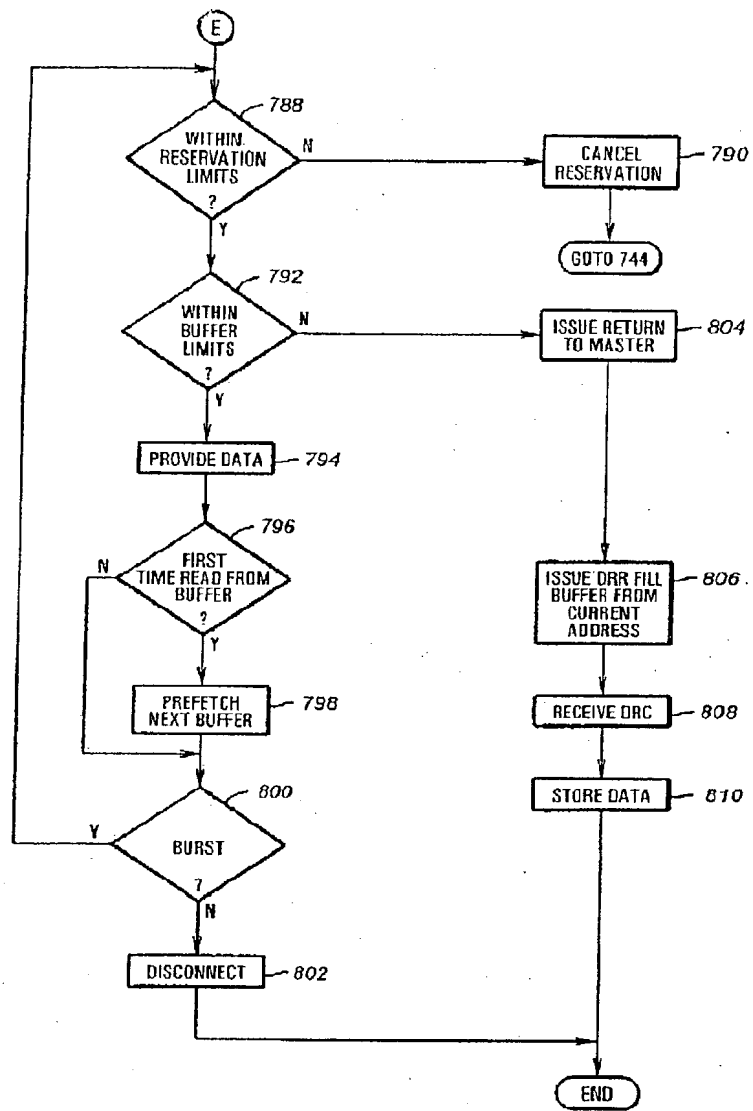 E
788
WITHIN
RESERVATION
LIMITS
?
N
Y
CANCEL
RESERVATION
790
GOTO 744
792
WITHIN
BUFFER
LIMITS
?
N
Y
ISSUE RETURN
TO MASTER
804
PROVIDE DATA
794
796
FIRST
TIME READ FROM
BUFFER
?
N
Y
ISSUE DRR FILL
BUFFER FROM
CURRENT
ADDRESS
806
PREFETCH
NEXT BUFFER
798
RECEIVE DRC
808
STORE DATA
810
800
BURST
?
Y
N
DISCONNECT
802
END